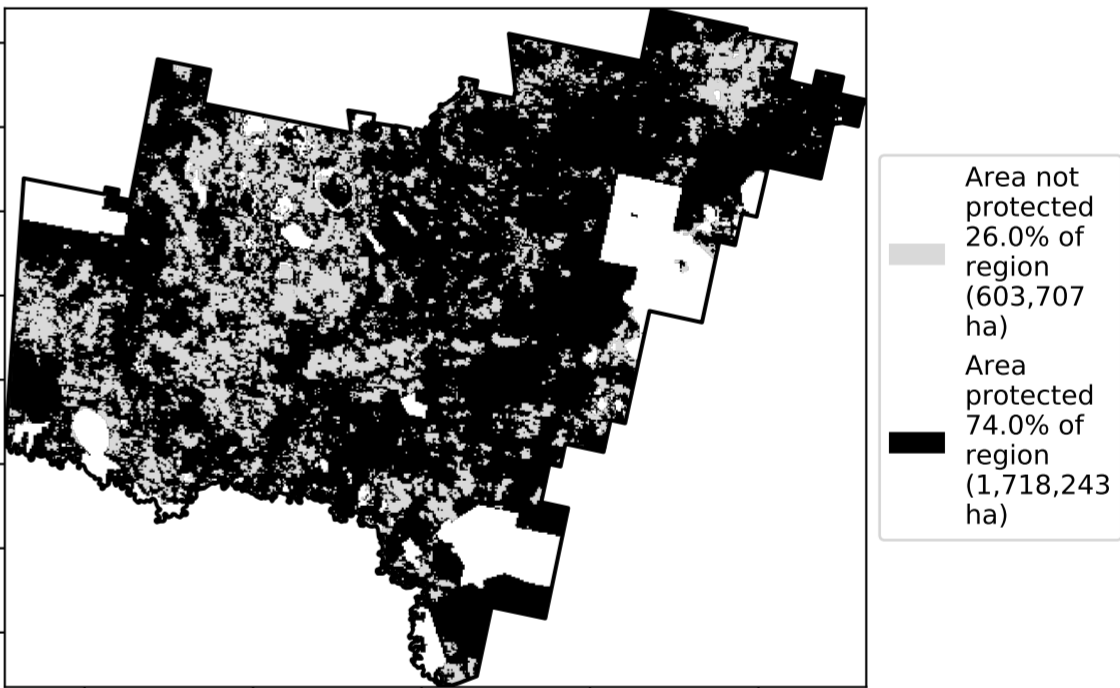 Area not
protected
26.0% of
region
(603,707
ha)
Area
protected
74.0% of
region
(1,718,243
ha)